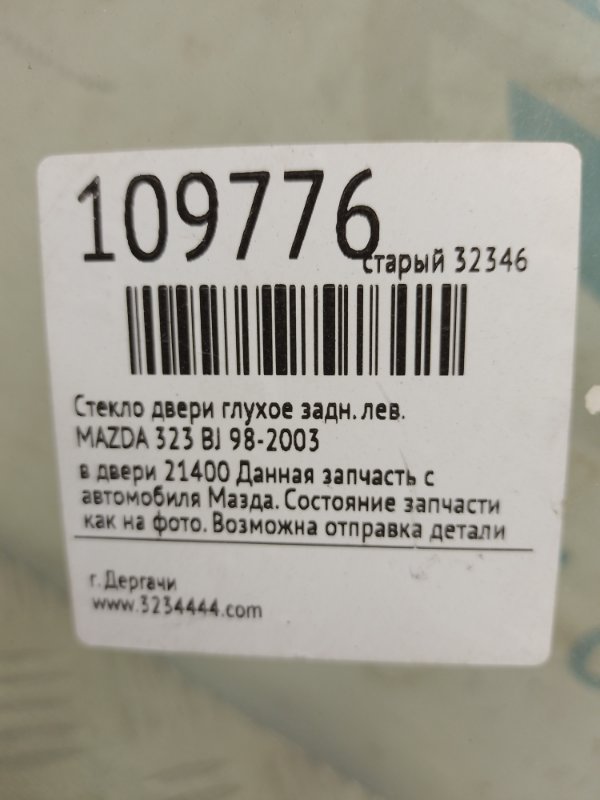 109776
старый 32346
Стекло двери глухое задн. лев.
MAZDA 323 BJ 98-2003
в двери 21400 Данная запчасть с
автомобиля Мазда. Состояние запчасти
как на фото. Возможна отправка детали
г. Дергачи
www.3234444.com